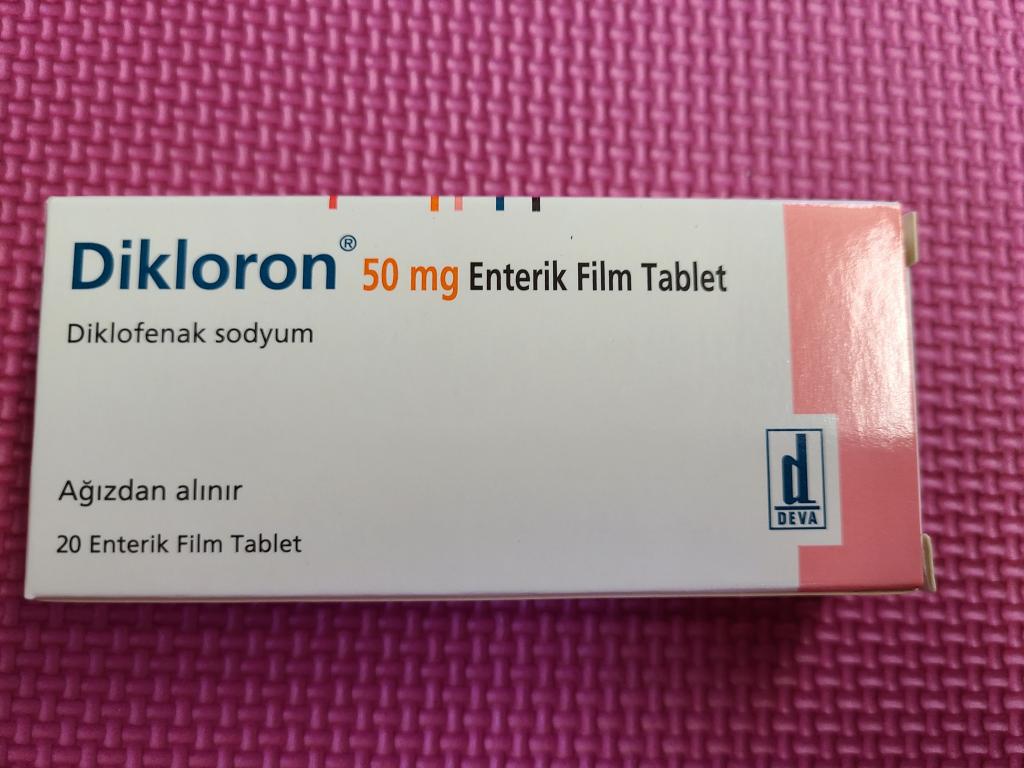 Dikloron® 50 mg Enterik Film Tablet
Diklofenak sodyum
Ağızdan alınır
20 Enterik Film Tablet
d
DEVA